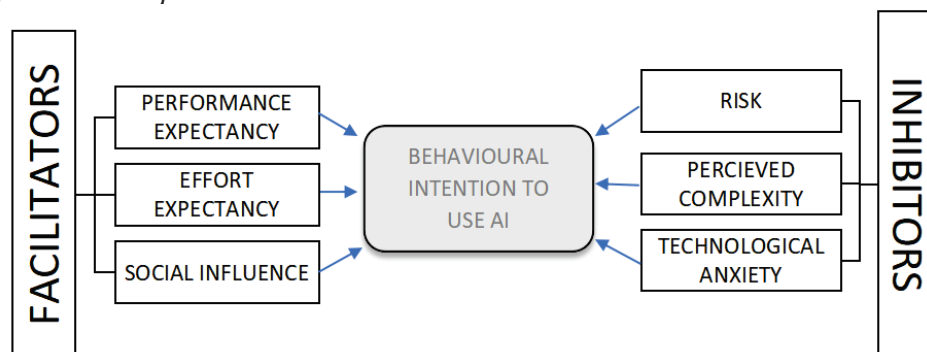 FACILITATORS
PERFORMANCE
EXPECTANCY
EFFORT
EXPECTANCY
SOCIAL INFLUENCE
BEHAVIOURAL
INTENTION TO
USE AI
RISK
PERCIEVED
COMPLEXITY
TECHNOLOGICAL
ANXIETY
INHIBITORS